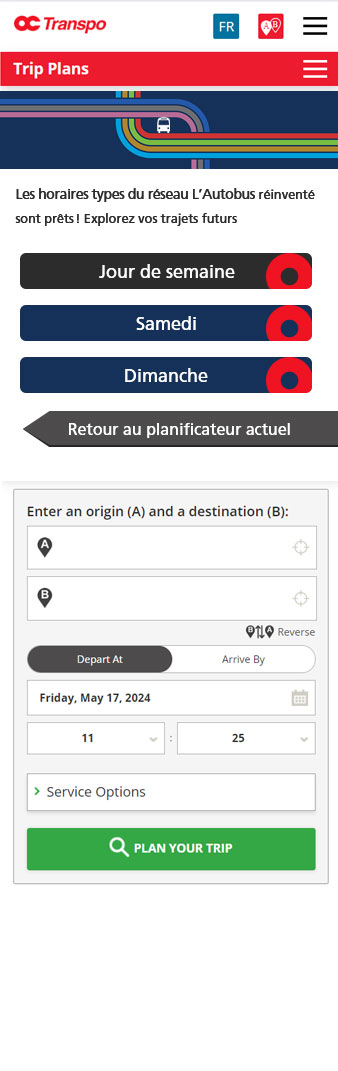 OC Transpo
FR
A B
Trip Plans
Les horaires types du réseau L’Autobus réinventé
sont prêts ! Explorez vos trajets futurs
Jour de semaine
Samedi
Dimanche
Retour au planificateur actuel
Enter an origin (A) and a destination (B):
A
B
B A Reverse
Depart At Arrive By
Friday, May 17, 2024
11 : 25
Service Options
PLAN YOUR TRIP